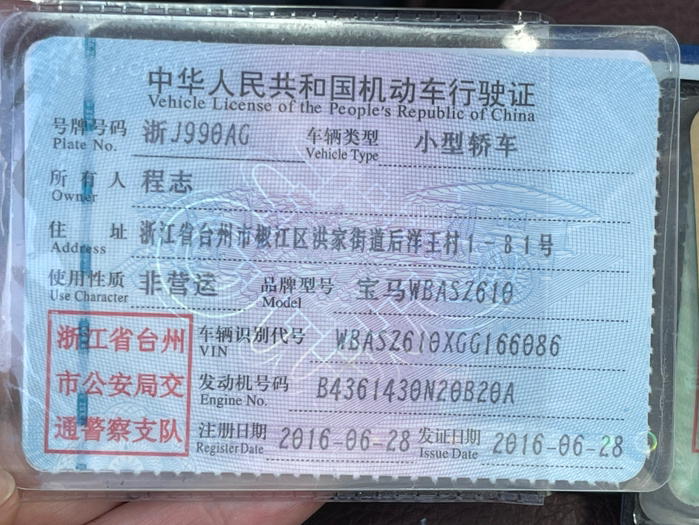 中华人民共和国机动车行驶证
Vehicle License of the People's Republic of China
号牌号码 浙J990AG 车辆类型 小型轿车
Plate No. Vehicle Type
所有人 程志
Owner
住址 浙江省台州市椒江区洪家街道后洋王村1-81号
Address
使用性质 非营运 品牌型号 宝马WBASZ610
Use Character Model
浙江省台州
市公安局交
通警察支队
车辆识别代号 WBASZ610XGG166086
VIN
发动机号码 B4361430N20B20A
Engine No.
注册日期 2016-06-28 发证日期 2016-06-28
Register Date Issue Date